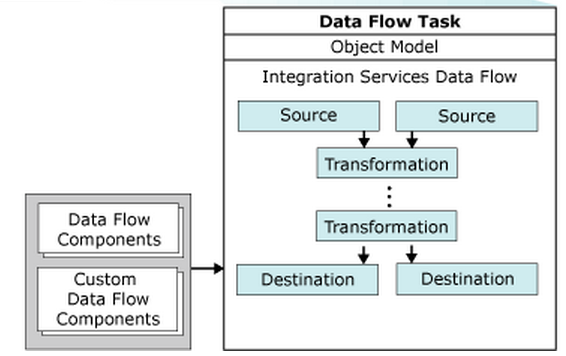 Data Flow Task
Object Model
Integration Services Data Flow
Source
Source
Transformation
Transformation
Destination
Destination
Data Flow
Components
Custom
Data Flow
Components